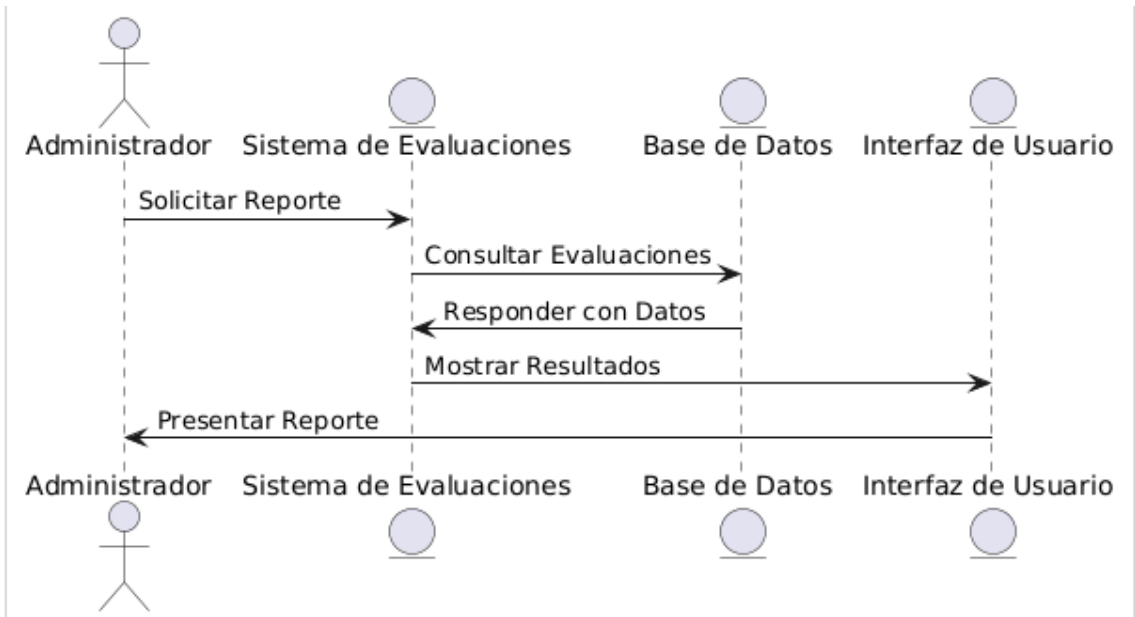 Administrador Sistema de Evaluaciones Base de Datos Interfaz de Usuario
Solicitar Reporte
Consultar Evaluaciones
Responder con Datos
Mostrar Resultados
Presentar Reporte
Administrador Sistema de Evaluaciones Base de Datos Interfaz de Usuario